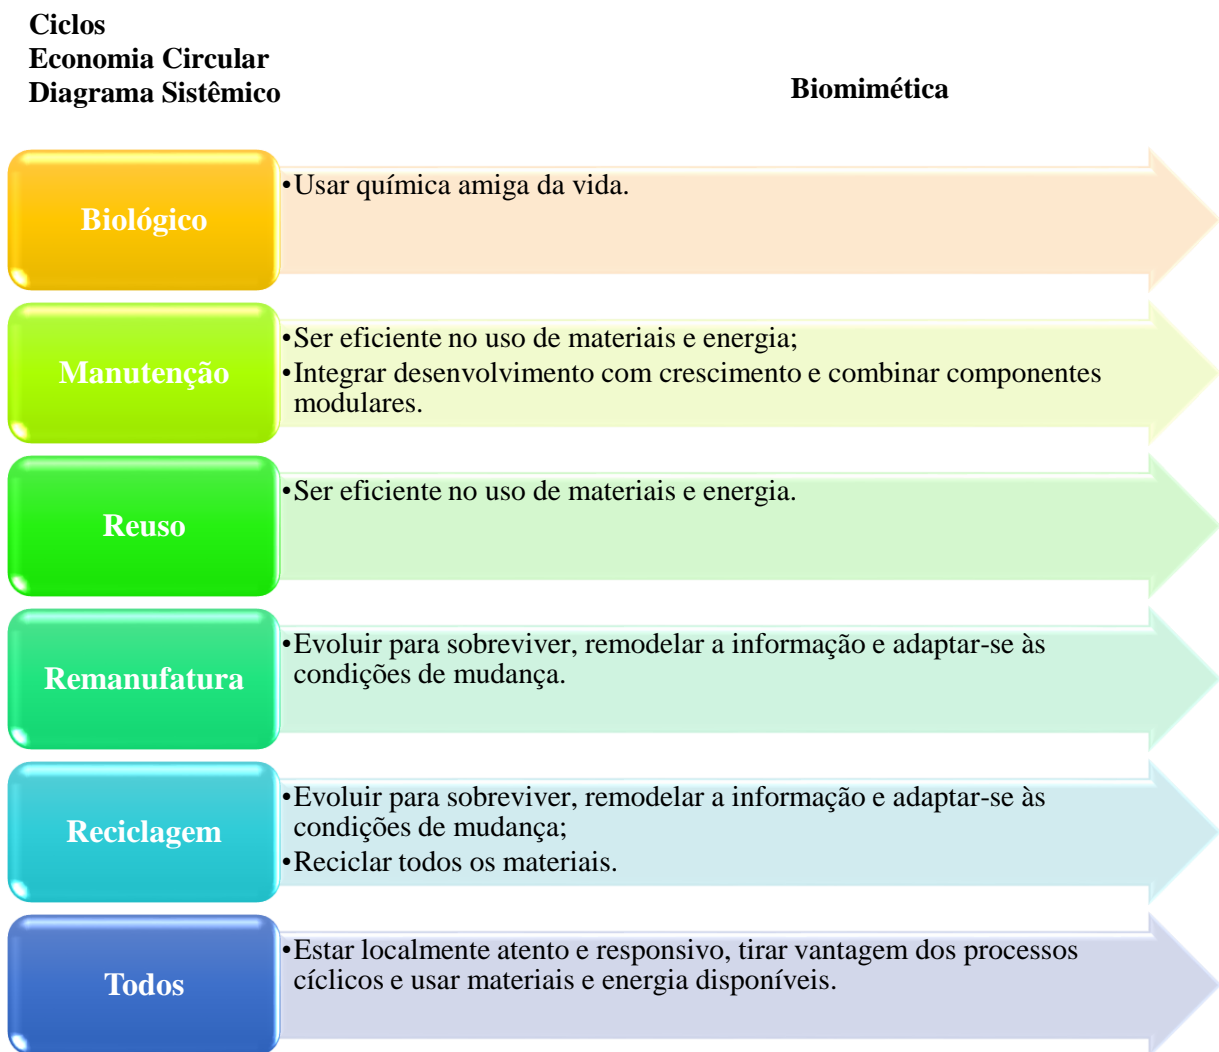 Ciclos
Economia Circular
Diagrama Sistêmico
Biomimética
Biológico
•Usar química amiga da vida.
Manutenção
•Ser eficiente no uso de materiais e energia;
•Integrar desenvolvimento com crescimento e combinar componentes
modulares.
Reuso
•Ser eficiente no uso de materiais e energia.
Remanufatura
•Evoluir para sobreviver, remodelar a informação e adaptar-se às
condições de mudança.
Reciclagem
•Evoluir para sobreviver, remodelar a informação e adaptar-se às
condições de mudança;
•Reciclar todos os materiais.
Todos
•Estar localmente atento e responsivo, tirar vantagem dos processos
cíclicos e usar materiais e energia disponíveis.